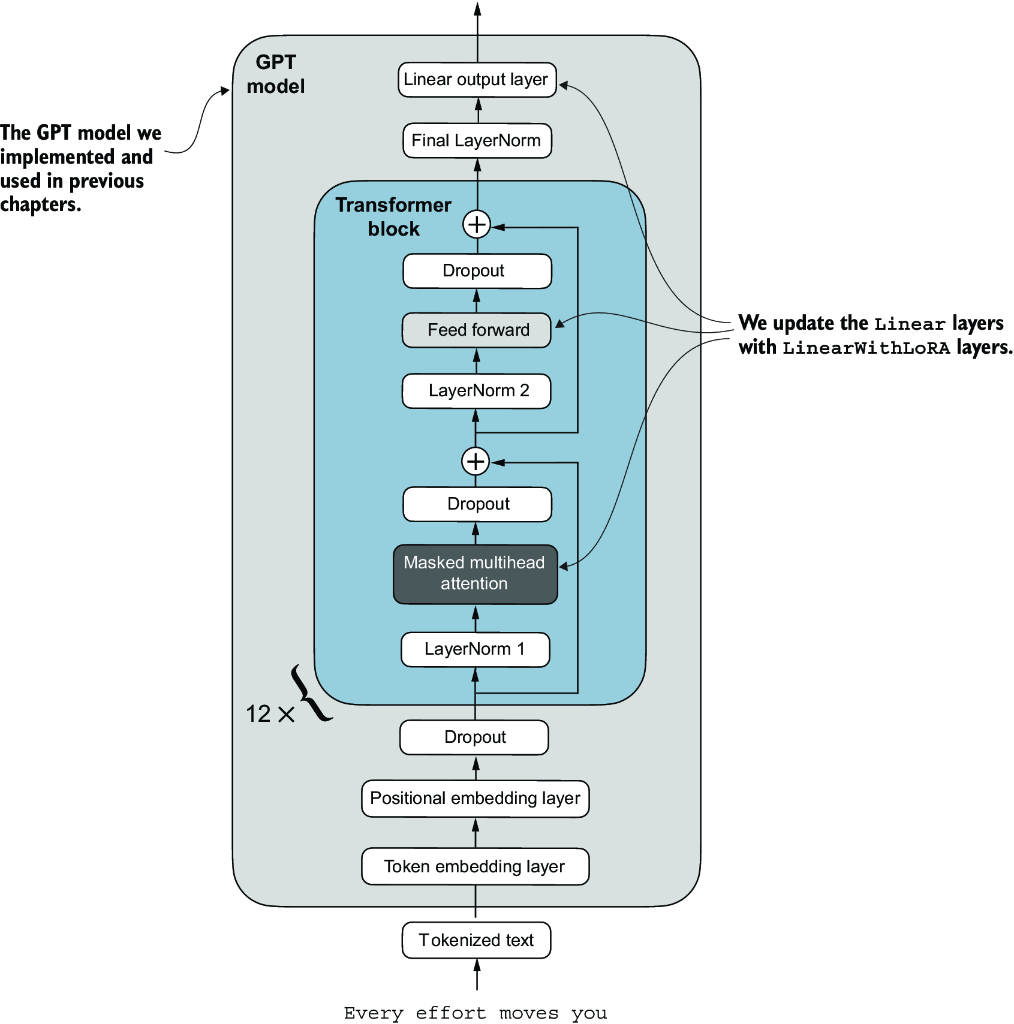 GPT
model
Linear output layer
The GPT model we
implemented and
used in previous
chapters.
Final LayerNorm
Transformer
block
+
Dropout
Feed forward
We update the Linear layers
with LinearWithLoRA layers.
LayerNorm 2
+
Dropout
Masked multihead
attention
LayerNorm 1
12 ×
Dropout
Positional embedding layer
Token embedding layer
Tokenized text
Every effort moves you